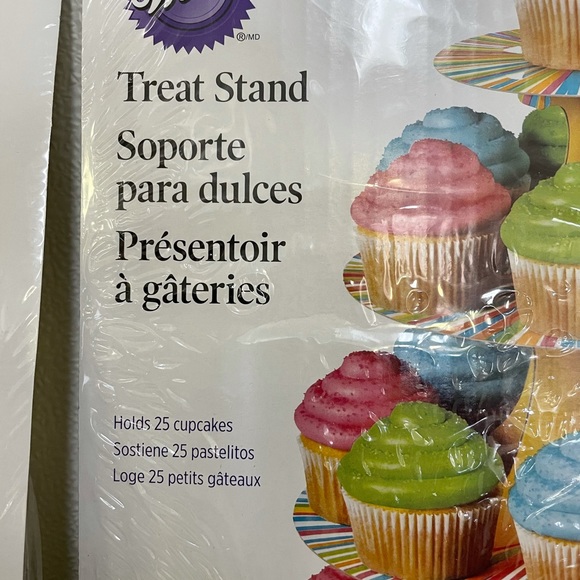 ®/MD
Treat Stand
Soporte
para dulces
Présentoir
à gâteries
Holds 25 cupcakes
Sostiene 25 pastelitos
Loge 25 petits gâteaux